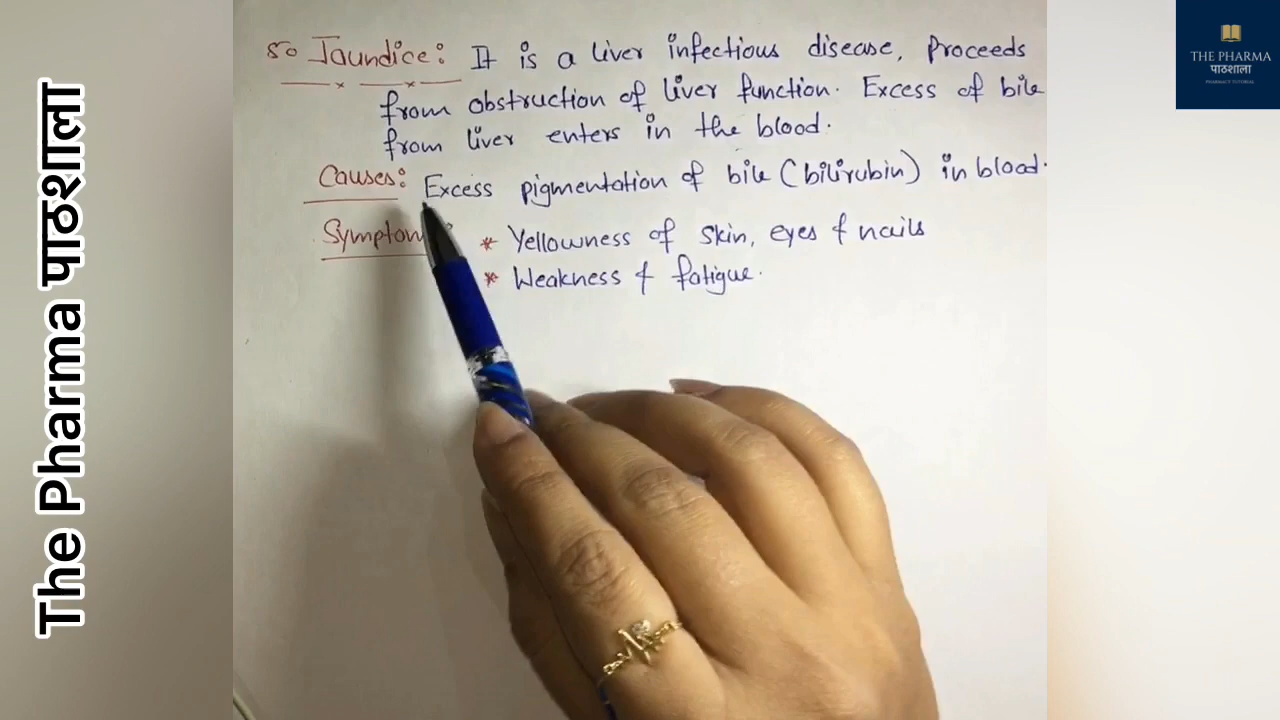 The Pharma पाठशाला
THE PHARMA
पाठशाला
PHARMACY TUTORIAL
Jaundice: It is a liver infectious disease, Proceeds
from obstruction of liver function. Excess of bile
from liver enters in the blood.
Causes: Excess pigmentation of bile (bilirubin) in blood.
* Yellowness of skin, eyes & nails
* Weakness & fatigue.